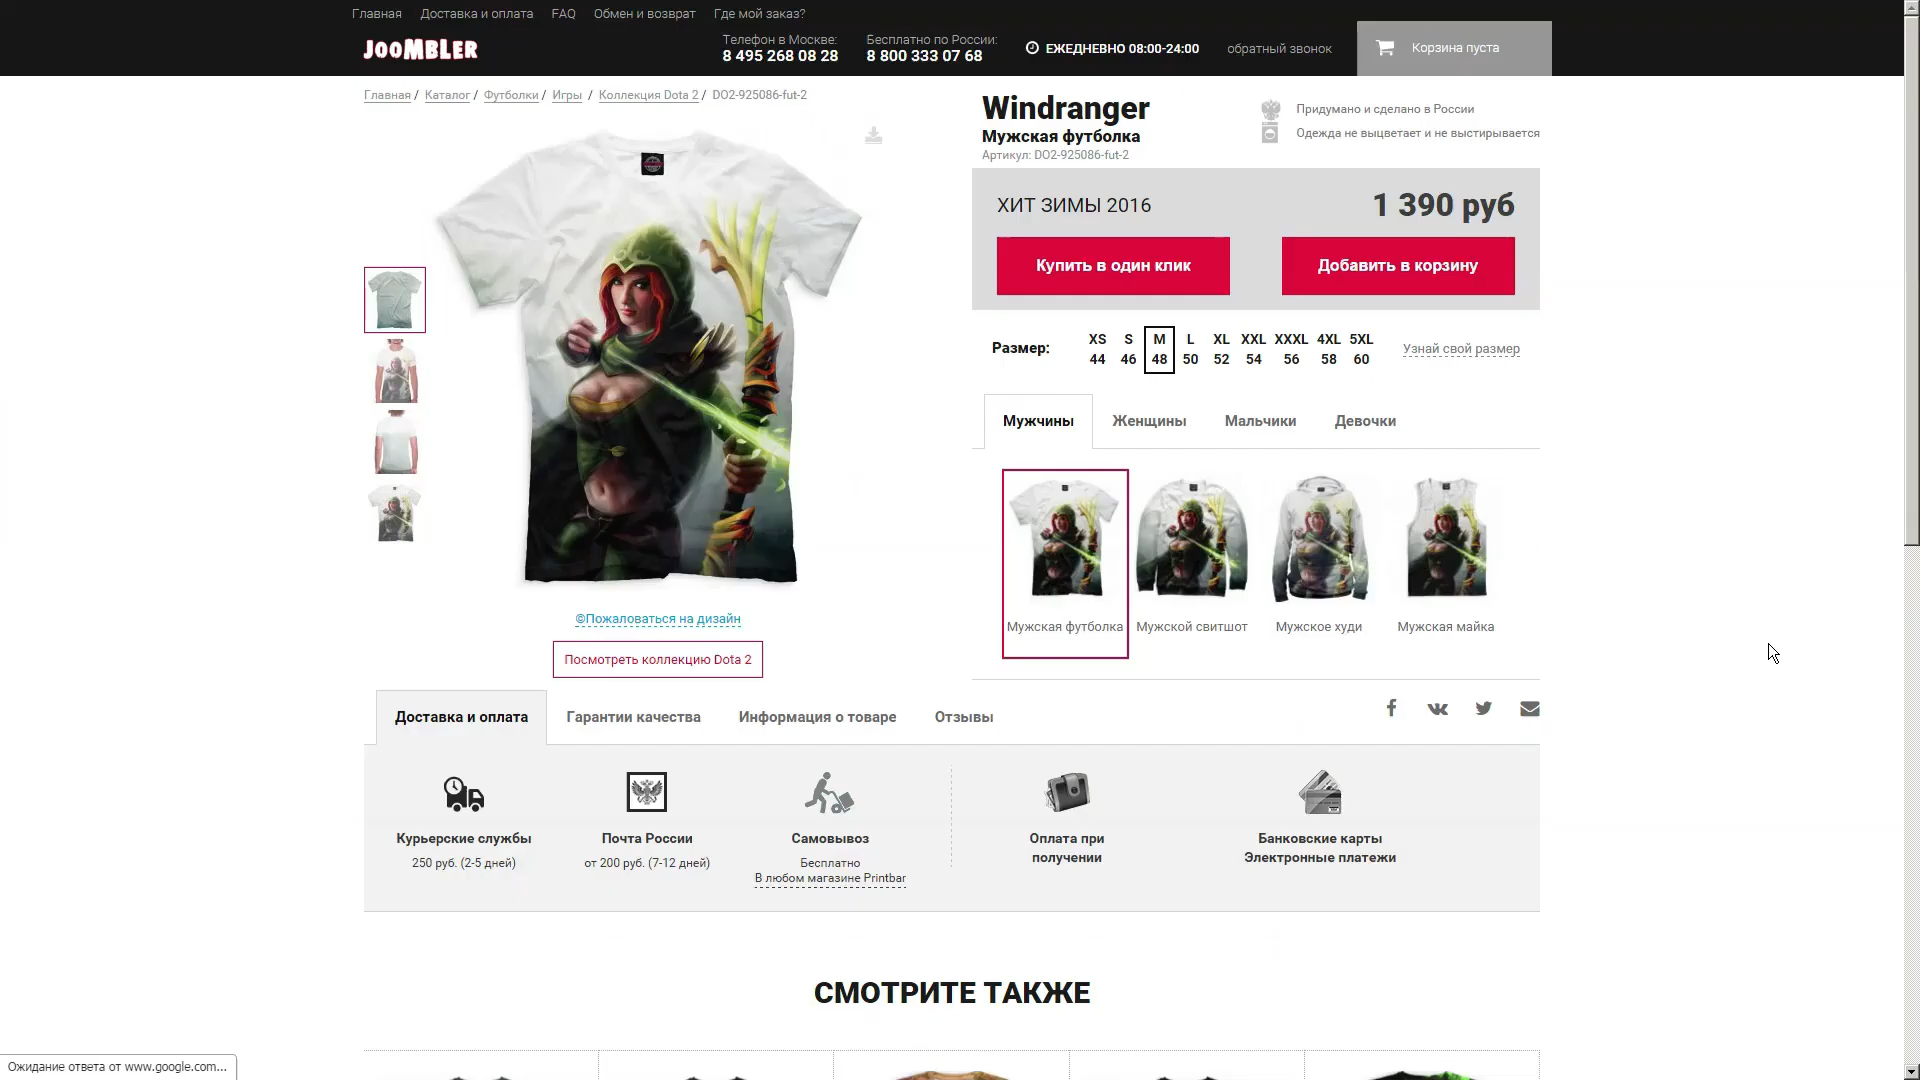 Главная Доставка и оплата FAQ Обмен и возврат Где мой заказ?
JOOMBLER
Телефон в Москве:
8 495 268 08 28
Бесплатно по России:
8 800 333 07 68
ЕЖЕДНЕВНО 08:00-24:00
обратный звонок
Корзина пуста
Главная / Каталог / Футболки / Игры / Коллекция Dota 2 / DO2-925086-fut-2
Windranger
Мужская футболка
Артикул: DO2-925086-fut-2
Придумано и сделано в России
Одежда не выцветает и не выстирывается
ХИТ ЗИМЫ 2016
1 390 руб
Купить в один клик
Добавить в корзину
Размер:
XS S M L XL XXL XXXL 4XL 5XL
44 46 48 50 52 54 56 58 60
Узнай свой размер
Мужчины Женщины Мальчики Девочки
Мужская футболка Мужской свитшот Мужское худи Мужская майка
©Пожаловаться на дизайн
Посмотреть коллекцию Dota 2
Доставка и оплата Гарантии качества Информация о товаре Отзывы
Курьерские службы
250 руб. (2-5 дней)
Почта России
от 200 руб. (7-12 дней)
Самовывоз
Бесплатно
В любом магазине Printbar
Оплата при
получении
Банковские карты
Электронные платежи
СМОТРИТЕ ТАКЖЕ
Ожидание ответа от www.google.com...